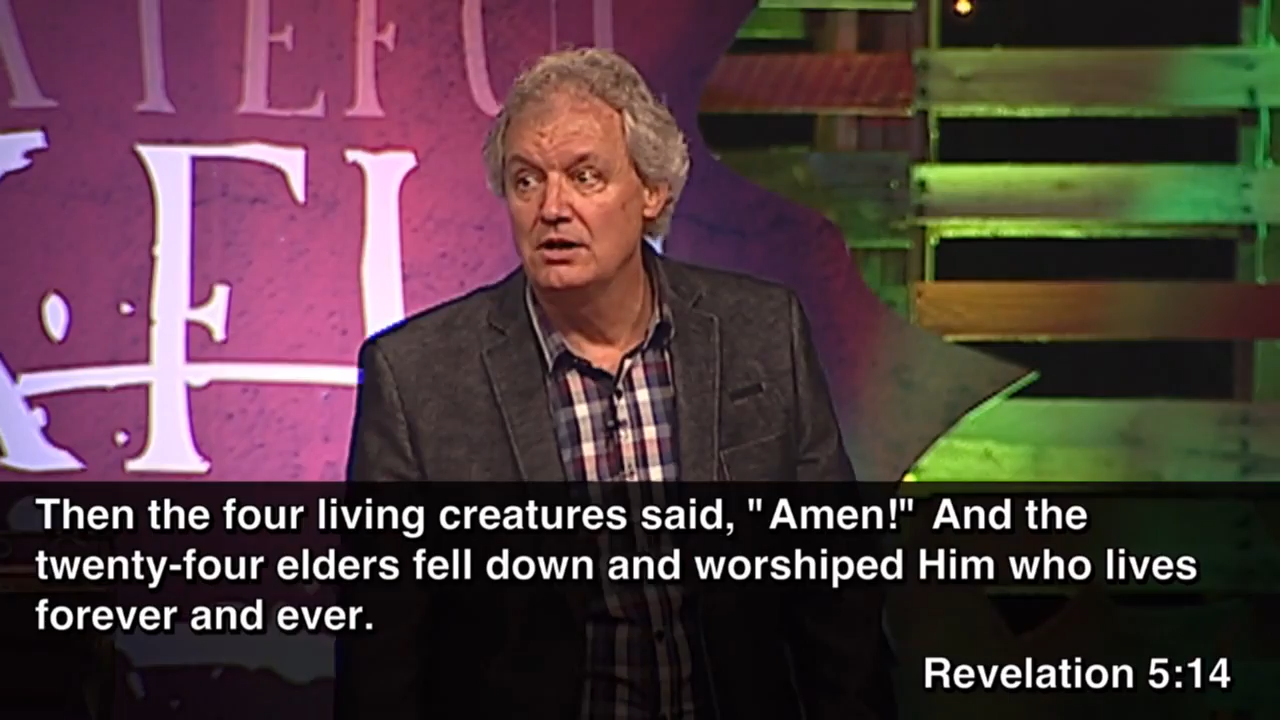 Then the four living creatures said, "Amen!" And the
twenty-four elders fell down and worshiped Him who lives
forever and ever.
Revelation 5:14